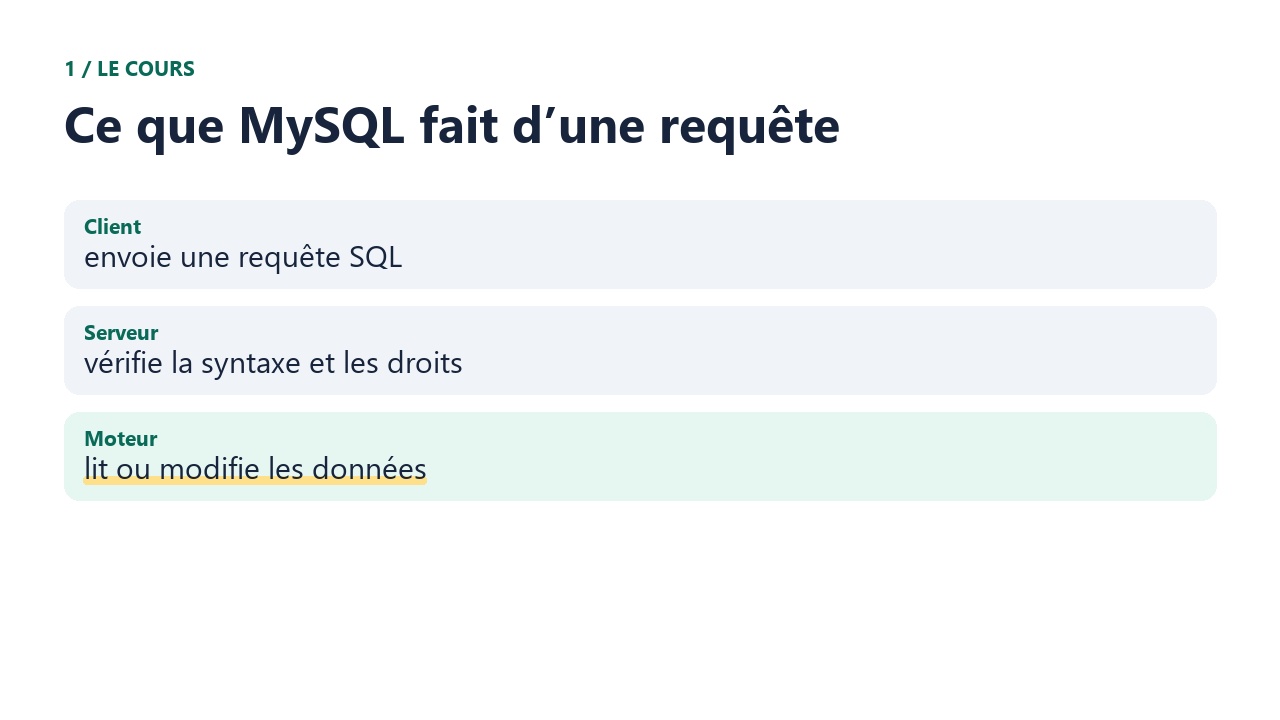 1 / LE COURS
Ce que MySQL fait d’une requête
Client
envoie une requête SQL
Serveur
vérifie la syntaxe et les droits
Moteur
lit ou modifie les données